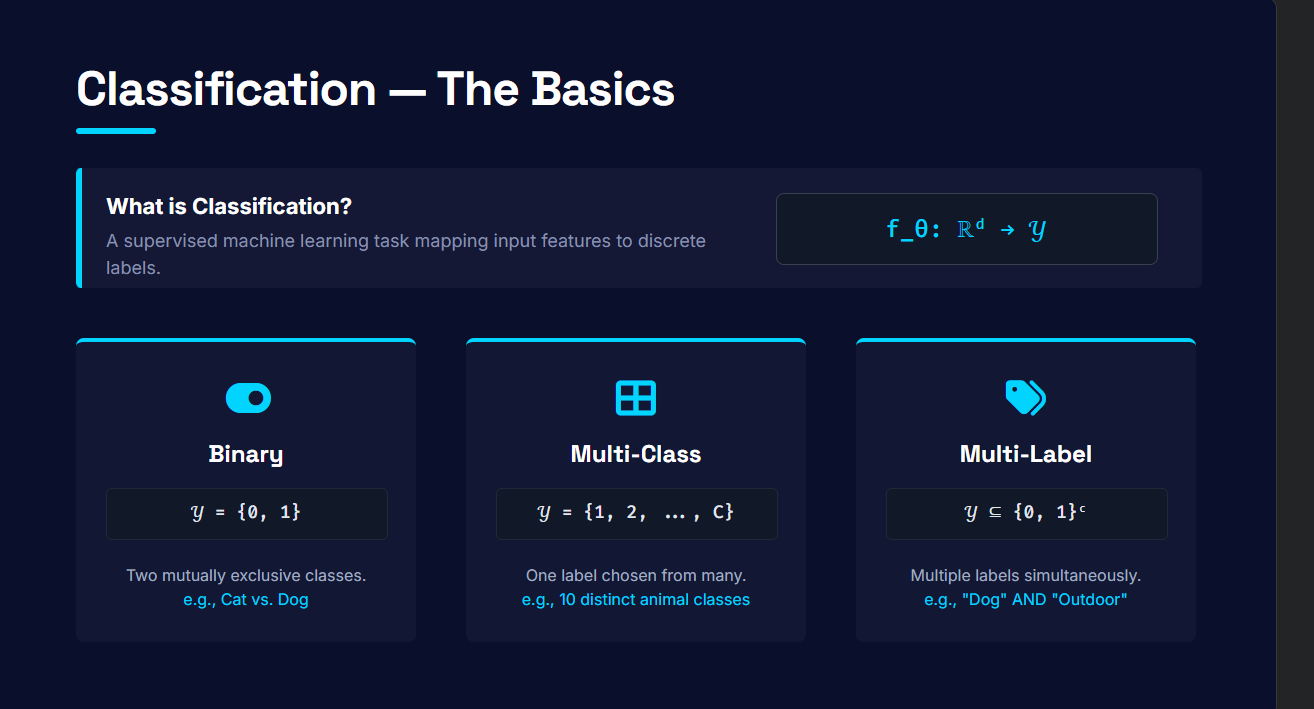 Classification — The Basics
What is Classification?
A supervised machine learning task mapping input features to discrete
labels.
f_θ: ℝᵈ → 𝒴
Binary
𝒴 = {0, 1}
Two mutually exclusive classes.
e.g., Cat vs. Dog
Multi-Class
𝒴 = {1, 2, ..., C}
One label chosen from many.
e.g., 10 distinct animal classes
Multi-Label
𝒴 ⊆ {0, 1}ᶜ
Multiple labels simultaneously.
e.g., "Dog" AND "Outdoor"